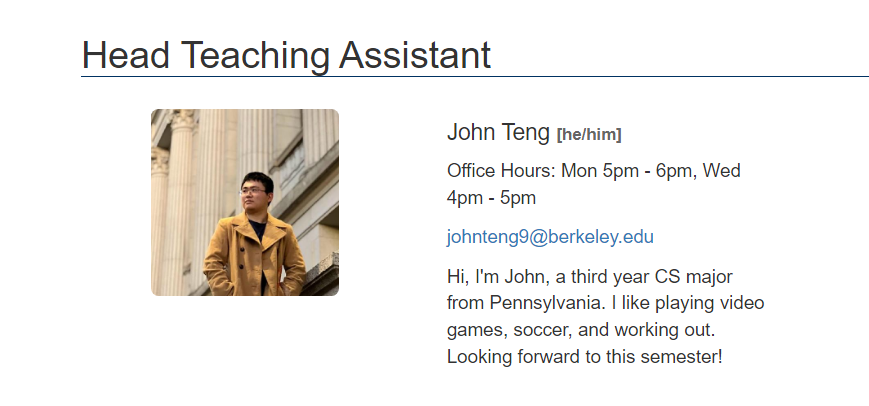 Head Teaching Assistant
John Teng [he/him]
Office Hours: Mon 5pm - 6pm, Wed
4pm - 5pm
johnteng9@berkeley.edu
Hi, I'm John, a third year CS major
from Pennsylvania. I like playing video
games, soccer, and working out.
Looking forward to this semester!